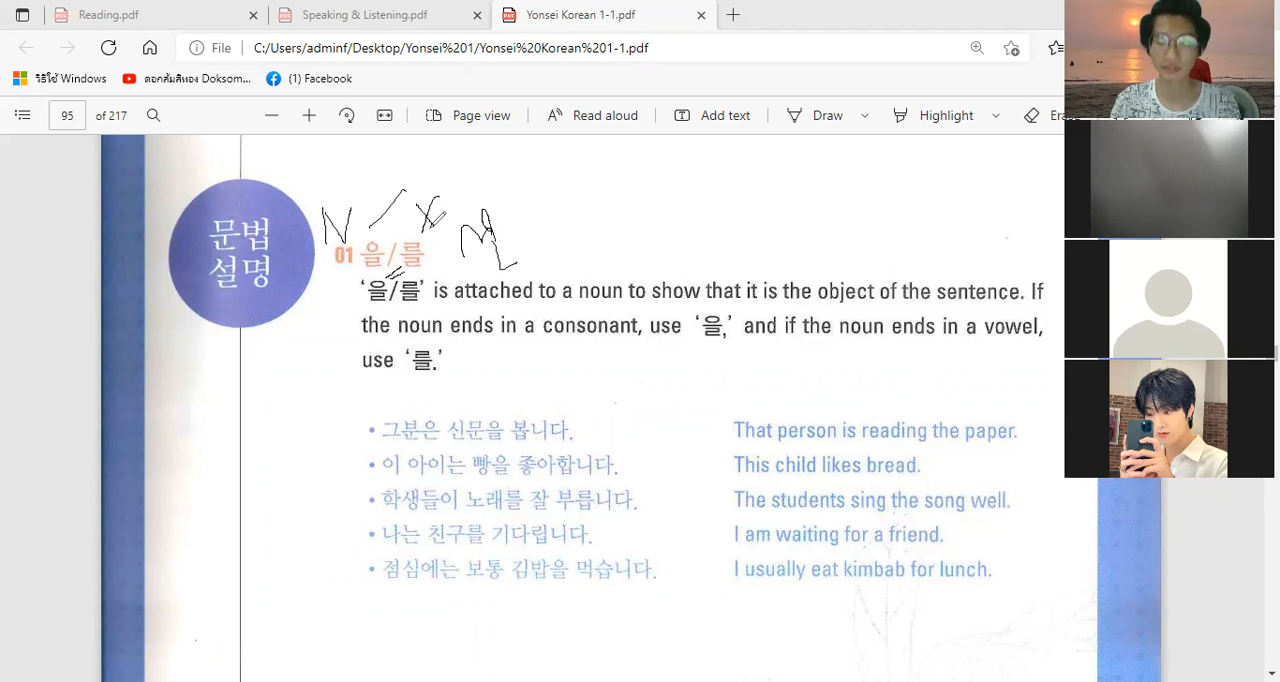 Reading.pdf
Speaking & Listening.pdf
Yonsei Korean 1-1.pdf
File
C:/Users/adminf/Desktop/Yonsei%201/Yonsei%20Korean%201-1.pdf
วิธีใช้ Windows
ดอกส้มสีทอง Doksom...
(1) Facebook
95 of 217
Page view
Read aloud
Add text
Draw
Highlight
문법
설명
N
01 을/를
'을/를' is attached to a noun to show that it is the object of the sentence. If
the noun ends in a consonant, use '을,' and if the noun ends in a vowel,
use '를.'
• 그분은 신문을 봅니다. That person is reading the paper.
• 이 아이는 빵을 좋아합니다. This child likes bread.
• 학생들이 노래를 잘 부릅니다. The students sing the song well.
• 나는 친구를 기다립니다. I am waiting for a friend.
• 점심에는 보통 김밥을 먹습니다. I usually eat kimbab for lunch.